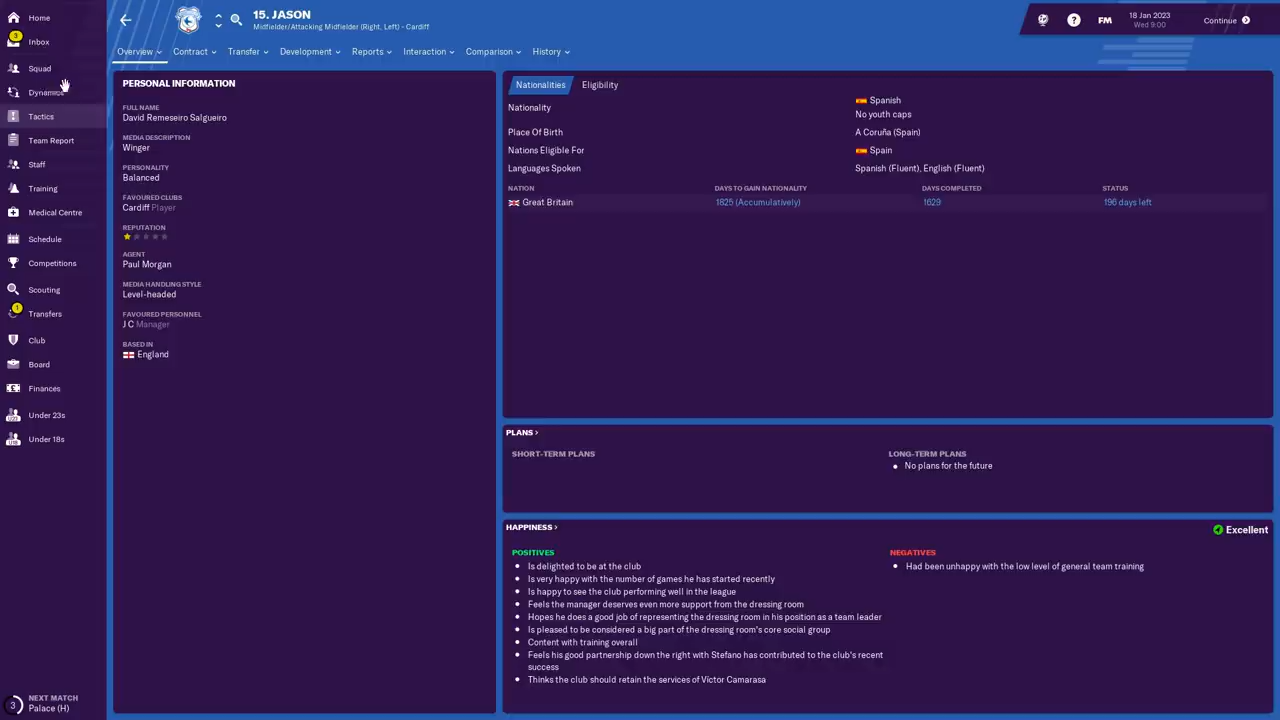 Home
3
Inbox
Squad
Dynamics
Tactics
Team Report
Staff
Training
Medical Centre
Schedule
Competitions
Scouting
1
Transfers
Club
Board
Finances
Under 23s
Under 18s
3
NEXT MATCH
Palace (H)
15. JASON
Midfielder/Attacking Midfielder (Right, Left) - Cardiff
?
FM
18 Jan 2023
Wed 9:00
Continue
Overview
Contract
Transfer
Development
Reports
Interaction
Comparison
History
PERSONAL INFORMATION
FULL NAME
David Remeseiro Salgueiro
MEDIA DESCRIPTION
Winger
PERSONALITY
Balanced
FAVOURED CLUBS
Cardiff Player
REPUTATION
AGENT
Paul Morgan
MEDIA HANDLING STYLE
Level-headed
FAVOURED PERSONNEL
J C Manager
BASED IN
England
Nationalities Eligibility
Nationality Spanish
No youth caps
Place Of Birth A Coruña (Spain)
Nations Eligible For Spain
Languages Spoken Spanish (Fluent), English (Fluent)
NATION DAYS TO GAIN NATIONALITY DAYS COMPLETED STATUS
Great Britain 1825 (Accumulatively) 1629 196 days left
PLANS >
SHORT-TERM PLANS
LONG-TERM PLANS
No plans for the future
HAPPINESS >
Excellent
POSITIVES
Is delighted to be at the club
Is very happy with the number of games he has started recently
Is happy to see the club performing well in the league
Feels the manager deserves even more support from the dressing room
Hopes he does a good job of representing the dressing room in his position as a team leader
Is pleased to be considered a big part of the dressing room's core social group
Content with training overall
Feels his good partnership down the right with Stefano has contributed to the club's recent
success
Thinks the club should retain the services of Víctor Camarasa
NEGATIVES
Had been unhappy with the low level of general team training